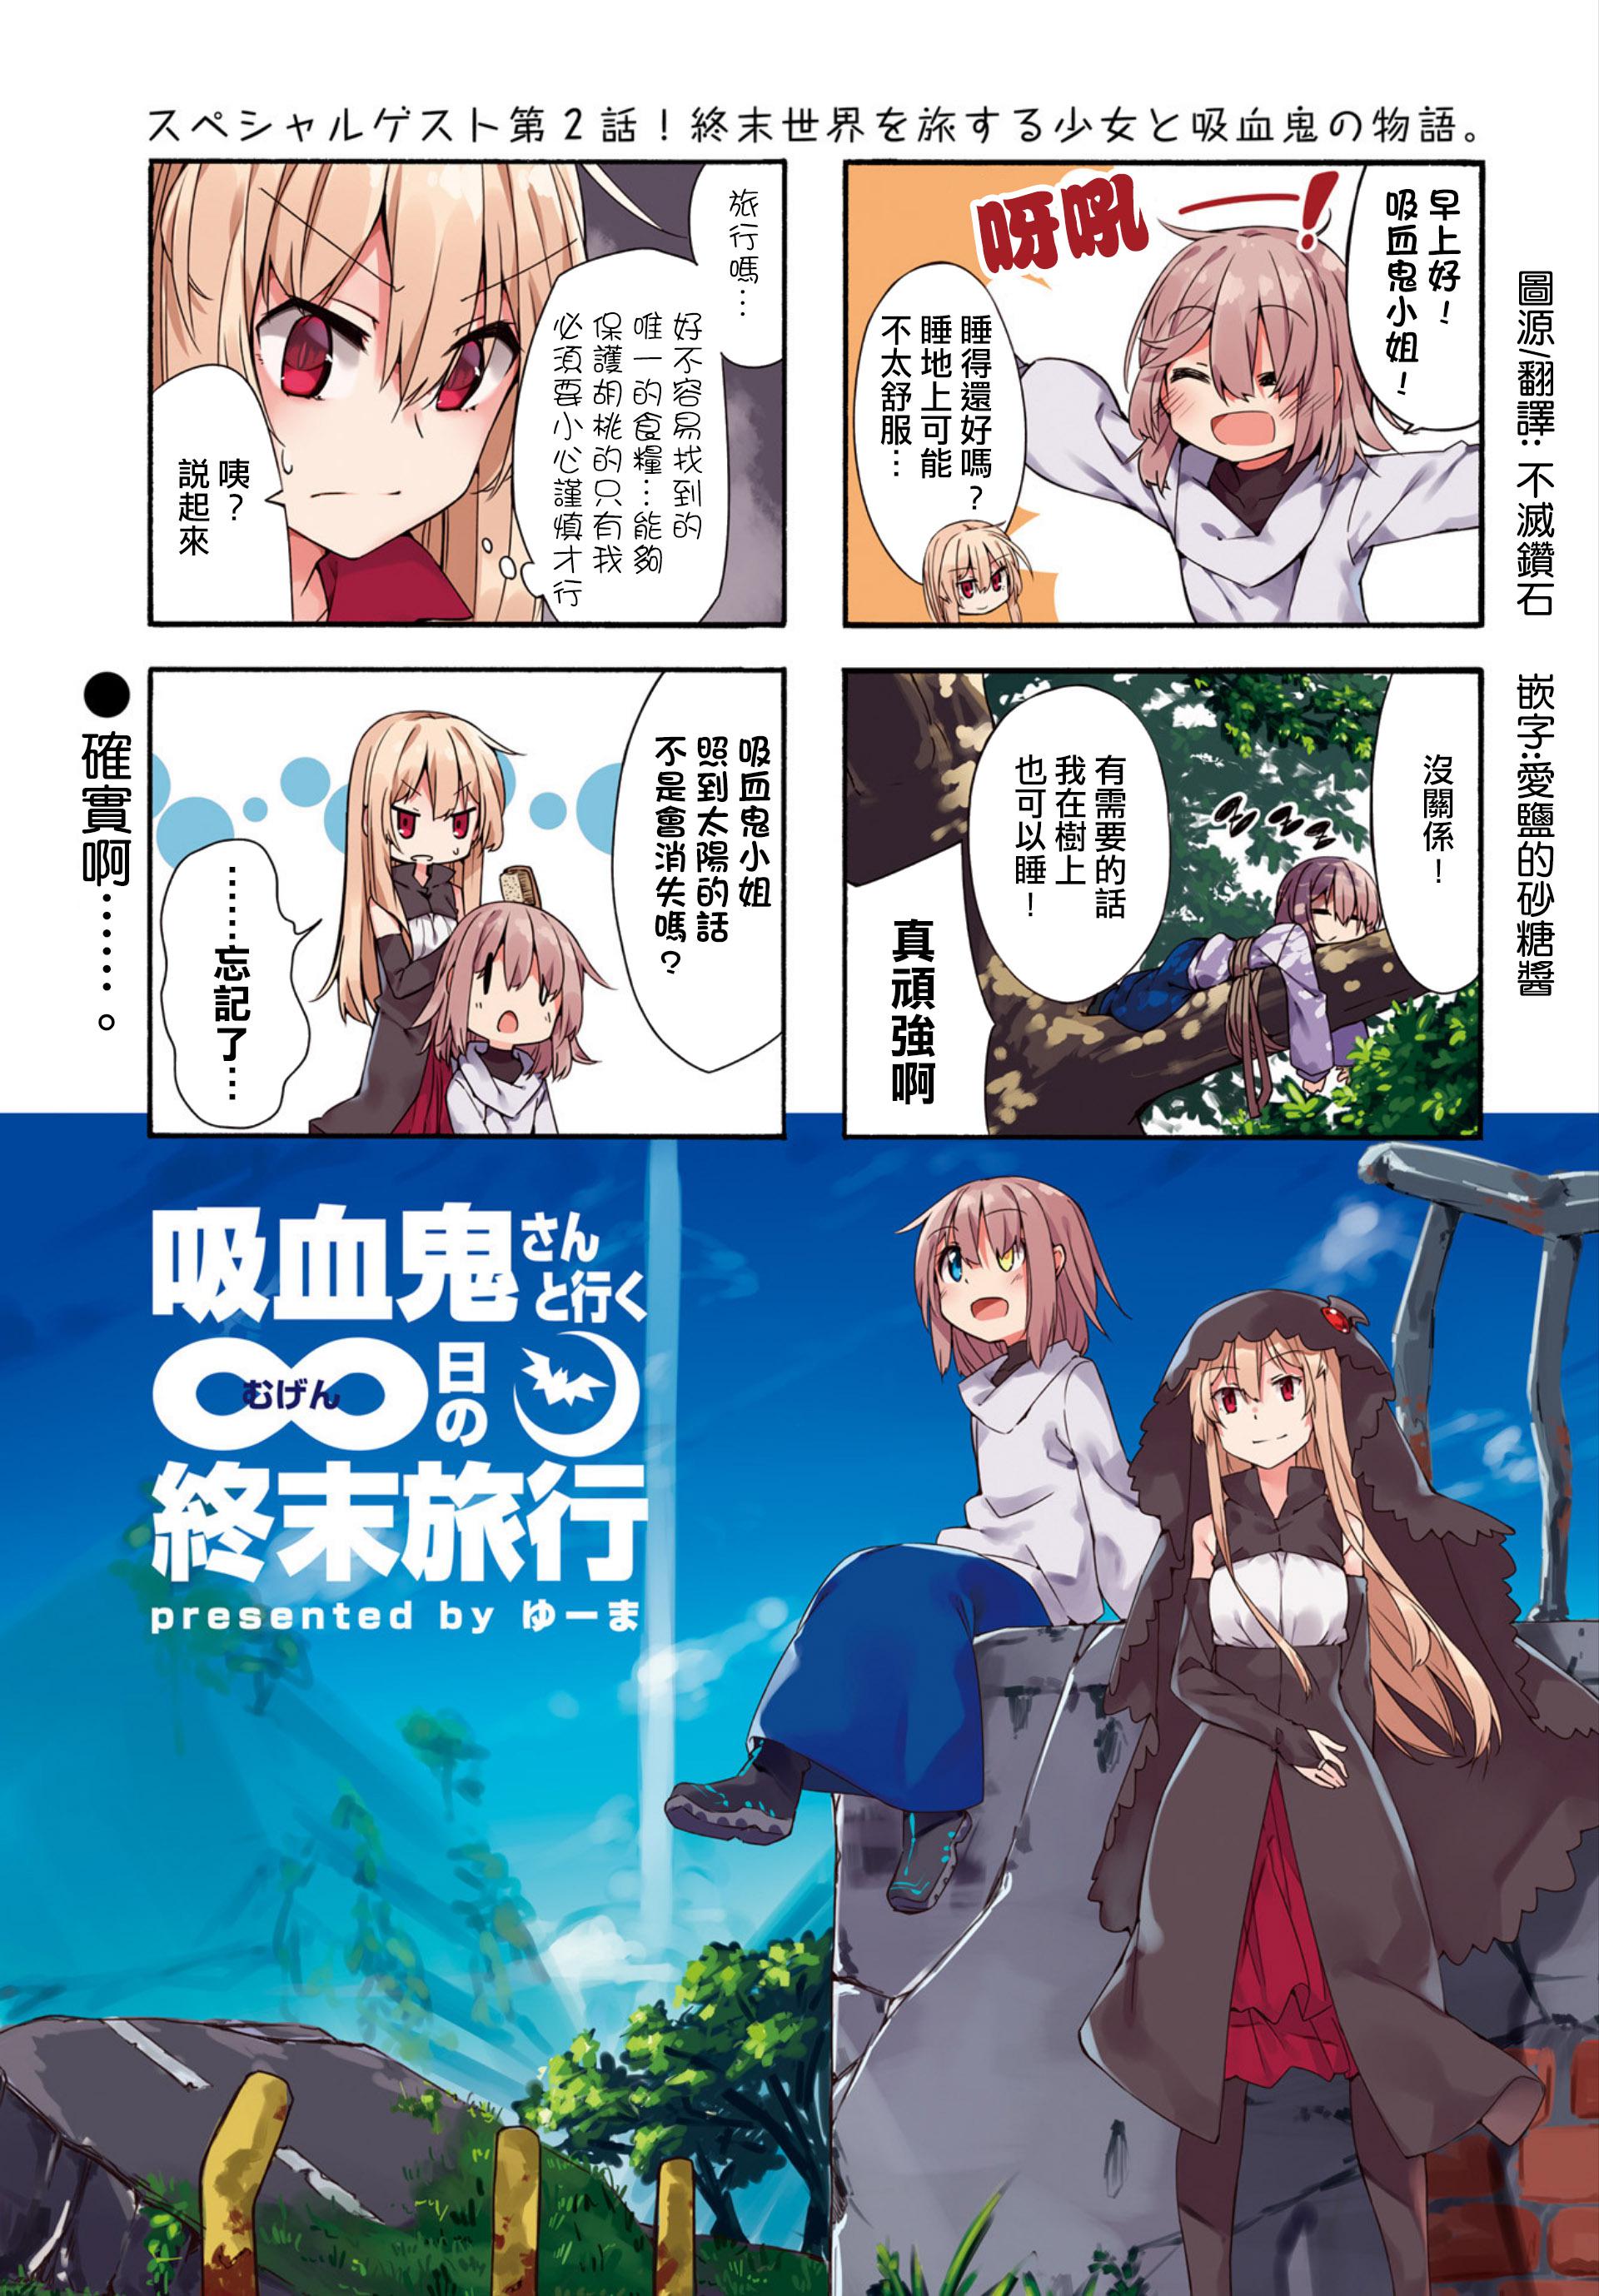 スペシャルゲスト第2話！終末世界を旅する少女と吸血鬼の物語。
圖源/翻譯: 不滅鑽石
嵌字:愛鹽的砂糖醬
早上好！
吸血鬼小姐！
呀吼
！
睡得還好嗎？
睡地上可能
不太舒服…
沒關係！
有需要的話
我在樹上
也可以睡！
zzz
真頑強啊
旅行嗎…
好不容易找到的
唯一的食糧…能夠
保護胡桃的只有我
必須要小心謹慎才行
咦？
説起來
吸血鬼小姐
照到太陽的話
不是會消失嗎？
……忘記了…
●確實啊………。
吸血鬼さん
と行く
∞日の
むげん
終末旅行
presented by ゆーま